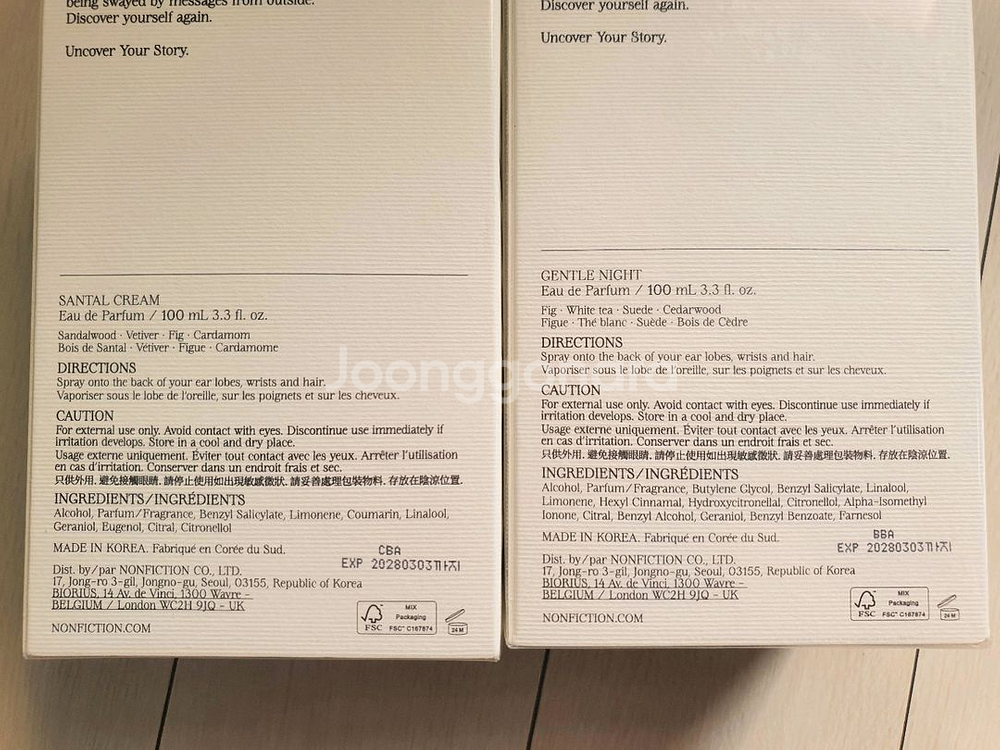 being swayed by messages from outside.
Discover yourself again.
Uncover Your Story.
SANTAL CREAM
Eau de Parfum / 100 mL 3.3 fl. oz.
Sandalwood · Vetiver · Fig · Cardamom
Bois de Santal · Vétiver · Figue · Cardamome
DIRECTIONS
Spray onto the back of your ear lobes, wrists and hair.
Vaporiser sous le lobe de l'oreille, sur les poignets et sur les cheveux.
CAUTION
For external use only. Avoid contact with eyes. Discontinue use immediately if
irritation develops. Store in a cool and dry place.
Usage externe uniquement. Éviter tout contact avec les yeux. Arrêter l'utilisation
en cas d'irritation. Conserver dans un endroit frais et sec.
只供外用. 避免接觸眼睛. 請停止使用如出現敏感徵狀. 請妥善處理包裝物料. 存放在陰涼位置.
INGREDIENTS/INGRÉDIENTS
Alcohol, Parfum/Fragrance, Benzyl Salicylate, Limonene, Coumarin, Linalool,
Geraniol, Eugenol, Citral, Citronellol
MADE IN KOREA. Fabriqué en Corée du Sud.
CBA
EXP 20280303까지
Dist. by/par NONFICTION CO., LTD.
17, Jong-ro 3-gil, Jongno-gu, Seoul, 03155, Republic of Korea
BIORIUS, 14 Av. de Vinci, 1300 Wavre –
BELGIUM / London WC2H 9JQ - UK
NONFICTION.COM
FSC
MIX
Packaging
FSC™ C167874
24 M
Discover yourself again.
Uncover Your Story.
GENTLE NIGHT
Eau de Parfum / 100 mL 3.3 fl. oz.
Fig · White tea · Suede · Cedarwood
Figue · Thé blanc · Suède · Bois de Cèdre
DIRECTIONS
Spray onto the back of your ear lobes, wrists and hair.
Vaporiser sous le lobe de l'oreille, sur les poignets et sur les cheveux.
CAUTION
For external use only. Avoid contact with eyes. Discontinue use immediately if
irritation develops. Store in a cool and dry place.
Usage externe uniquement. Éviter tout contact avec les yeux. Arrêter l'utilisation
en cas d'irritation. Conserver dans un endroit frais et sec.
只供外用. 避免接觸眼睛. 請停止使用如出現敏感徵狀. 請妥善處理包裝物料. 存放在陰涼位置.
INGREDIENTS/INGRÉDIENTS
Alcohol, Parfum/Fragrance, Butylene Glycol, Benzyl Salicylate, Linalool,
Limonene, Hexyl Cinnamal, Hydroxycitronellal, Citronellol, Alpha-Isomethyl
Ionone, Citral, Benzyl Alcohol, Geraniol, Benzyl Benzoate, Farnesol
MADE IN KOREA. Fabriqué en Corée du Sud.
BBA
EXP 20280303까지
Dist. by/par NONFICTION CO., LTD.
17, Jong-ro 3-gil, Jongno-gu, Seoul, 03155, Republic of Korea
BIORIUS, 14 Av. de Vinci, 1300 Wavre –
BELGIUM / London WC2H 9JQ - UK
NONFICTION.COM
FSC
MIX
Packaging
FSC™ C167874
24 M
Joonggonara